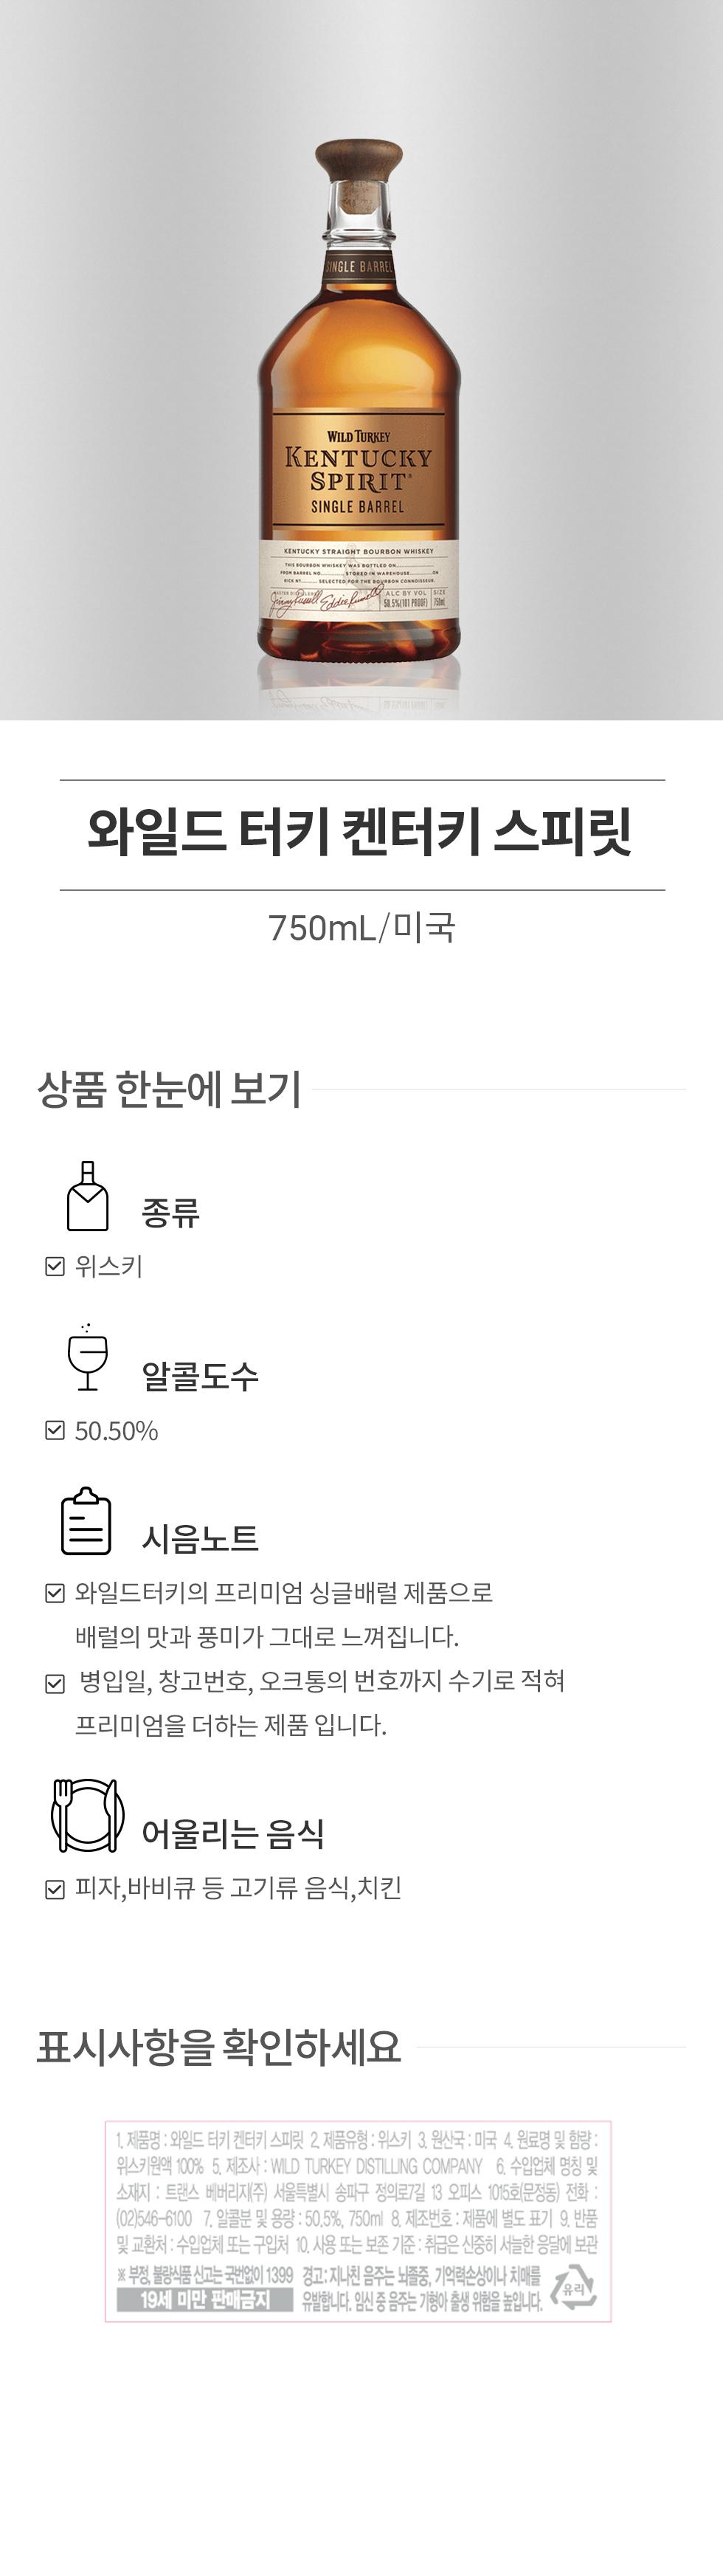 SINGLE BARREL
WILD TURKEY
KENTUCKY
SPIRIT®
SINGLE BARREL
KENTUCKY STRAIGHT BOURBON WHISKEY
THIS BOURBON WHISKEY WAS BOTTLED ON
FROM BARREL NO. STORED IN WAREHOUSE ON
RICK NO. SELECTED FOR THE BOURBON CONNOISSEUR.
MASTER DISTILLERS ALC BY VOL SIZE
Jimmy Russell Eddie Russell 50.5%(101 PROOF) 750ml
와일드 터키 켄터키 스피릿
750mL/미국
상품 한눈에 보기
종류
위스키
알콜도수
50.50%
시음노트
와일드터키의 프리미엄 싱글배럴 제품으로
배럴의 맛과 풍미가 그대로 느껴집니다.
병입일, 창고번호, 오크통의 번호까지 수기로 적혀
프리미엄을 더하는 제품 입니다.
어울리는 음식
피자,바비큐 등 고기류 음식,치킨
표시사항을 확인하세요
1. 제품명 : 와일드 터키 켄터키 스피릿 2. 제품유형 : 위스키 3. 원산국 : 미국 4. 원료명 및 함량 :
위스키원액 100% 5. 제조사 : WILD TURKEY DISTILLING COMPANY 6. 수입업체 명칭 및
소재지 : 트랜스 베버리지(주) 서울특별시 송파구 정의로7길 13 오피스 1015호(문정동) 전화 :
(02)546-6100 7. 알콜분 및 용량 : 50.5%, 750ml 8. 제조번호 : 제품에 별도 표기 9. 반품
및 교환처 : 수입업체 또는 구입처 10. 사용 또는 보존 기준 : 취급은 신중히 서늘한 응달에 보관
※ 부정, 불량식품 신고는 국번없이 1399 경고 : 지나친 음주는 뇌졸중, 기억력손상이나 치매를
19세 미만 판매금지 유발합니다. 임신 중 음주는 기형아 출생 위험을 높입니다.
유리